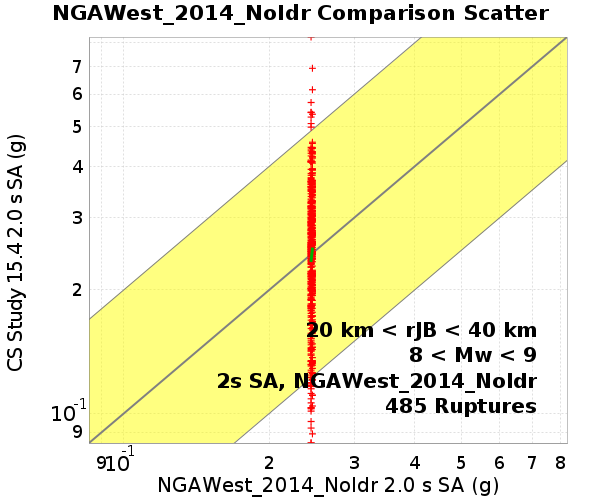 NGAWest_2014_NoIdr Comparison Scatter
CS Study 15.4 2.0 s SA (g)
7
6
5
4
3
2
10^-1
9
20 km < rJB < 40 km
8 < Mw < 9
2s SA, NGAWest_2014_NoIdr
485 Ruptures
9 10^-1 2 3 4 5 6 7 8
NGAWest_2014_NoIdr 2.0 s SA (g)